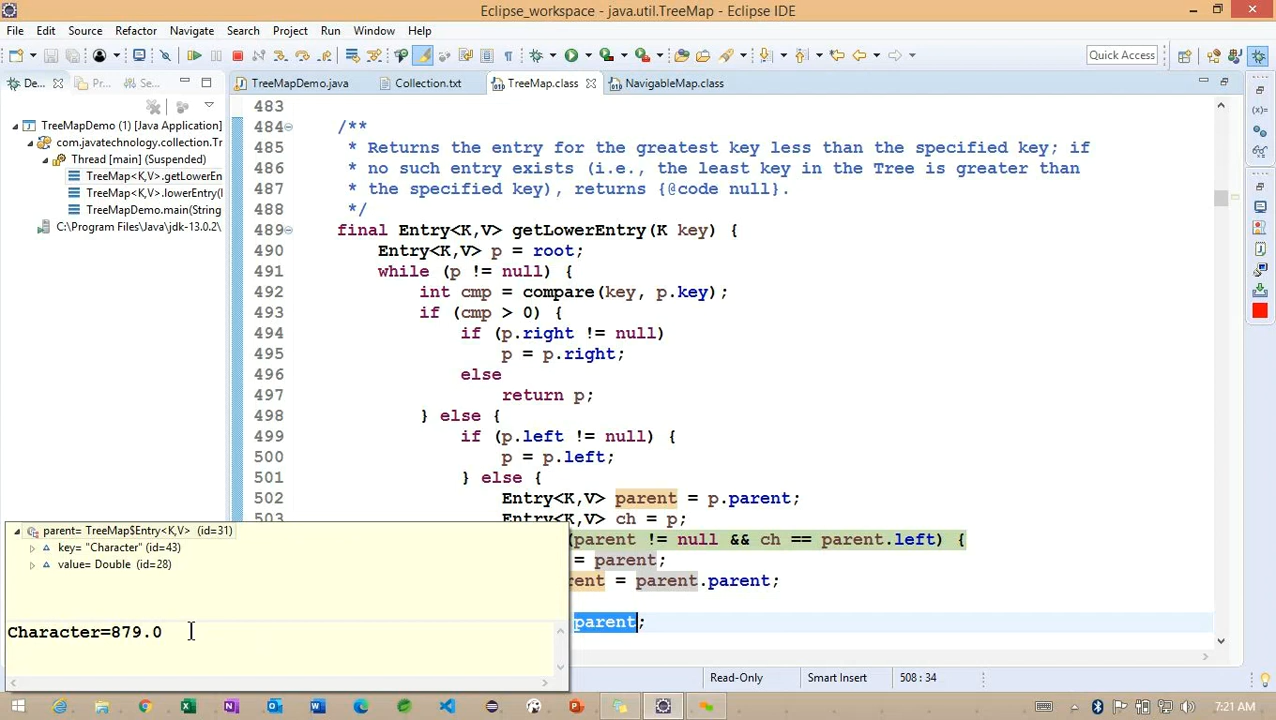 Eclipse_workspace - java.util.TreeMap - Eclipse IDE
File Edit Source Refactor Navigate Search Project Run Window Help
Quick Access
De... Pr... Se...
TreeMapDemo.java Collection.txt TreeMap.class NavigableMap.class
TreeMapDemo (1) [Java Application]
com.javatechnology.collection.Tr
Thread [main] (Suspended)
TreeMap<K,V>.getLowerEn
TreeMap<K,V>.lowerEntry(
TreeMapDemo.main(String
C:\Program Files\Java\jdk-13.0.2\
483
484 /**
485 * Returns the entry for the greatest key less than the specified key; if
486 * no such entry exists (i.e., the least key in the Tree is greater than
487 * the specified key), returns {@code null}.
488 */
489 final Entry<K,V> getLowerEntry(K key) {
490 Entry<K,V> p = root;
491 while (p != null) {
492 int cmp = compare(key, p.key);
493 if (cmp > 0) {
494 if (p.right != null)
495 p = p.right;
496 else
497 return p;
498 } else {
499 if (p.left != null) {
500 p = p.left;
501 } else {
502 Entry<K,V> parent = p.parent;
503 Entry<K,V> ch = p;
(parent != null && ch == parent.left) {
= parent;
rent = parent.parent;
parent;
parent= TreeMap$Entry<K,V> (id=31)
key= "Character" (id=43)
value= Double (id=28)
Character=879.0
Read-Only Smart Insert 508 : 34
7:21 AM